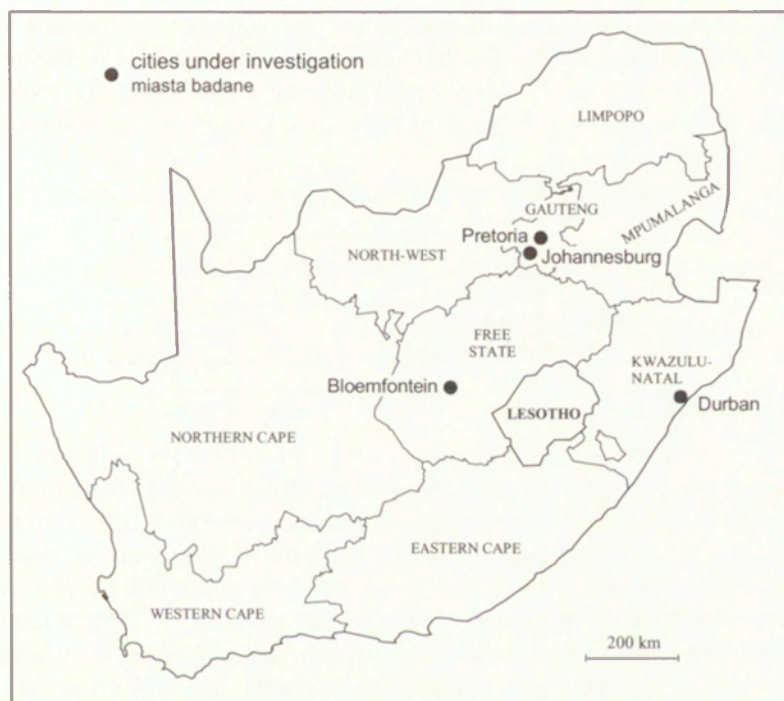 cities under investigation
miasta badane
LIMPOPO
GAUTENG
MPUMALANGA
Pretoria
Johannesburg
NORTH-WEST
FREE
STATE
KWAZULU-
NATAL
Bloemfontein
Durban
LESOTHO
NORTHERN CAPE
EASTERN CAPE
WESTERN CAPE
200 km